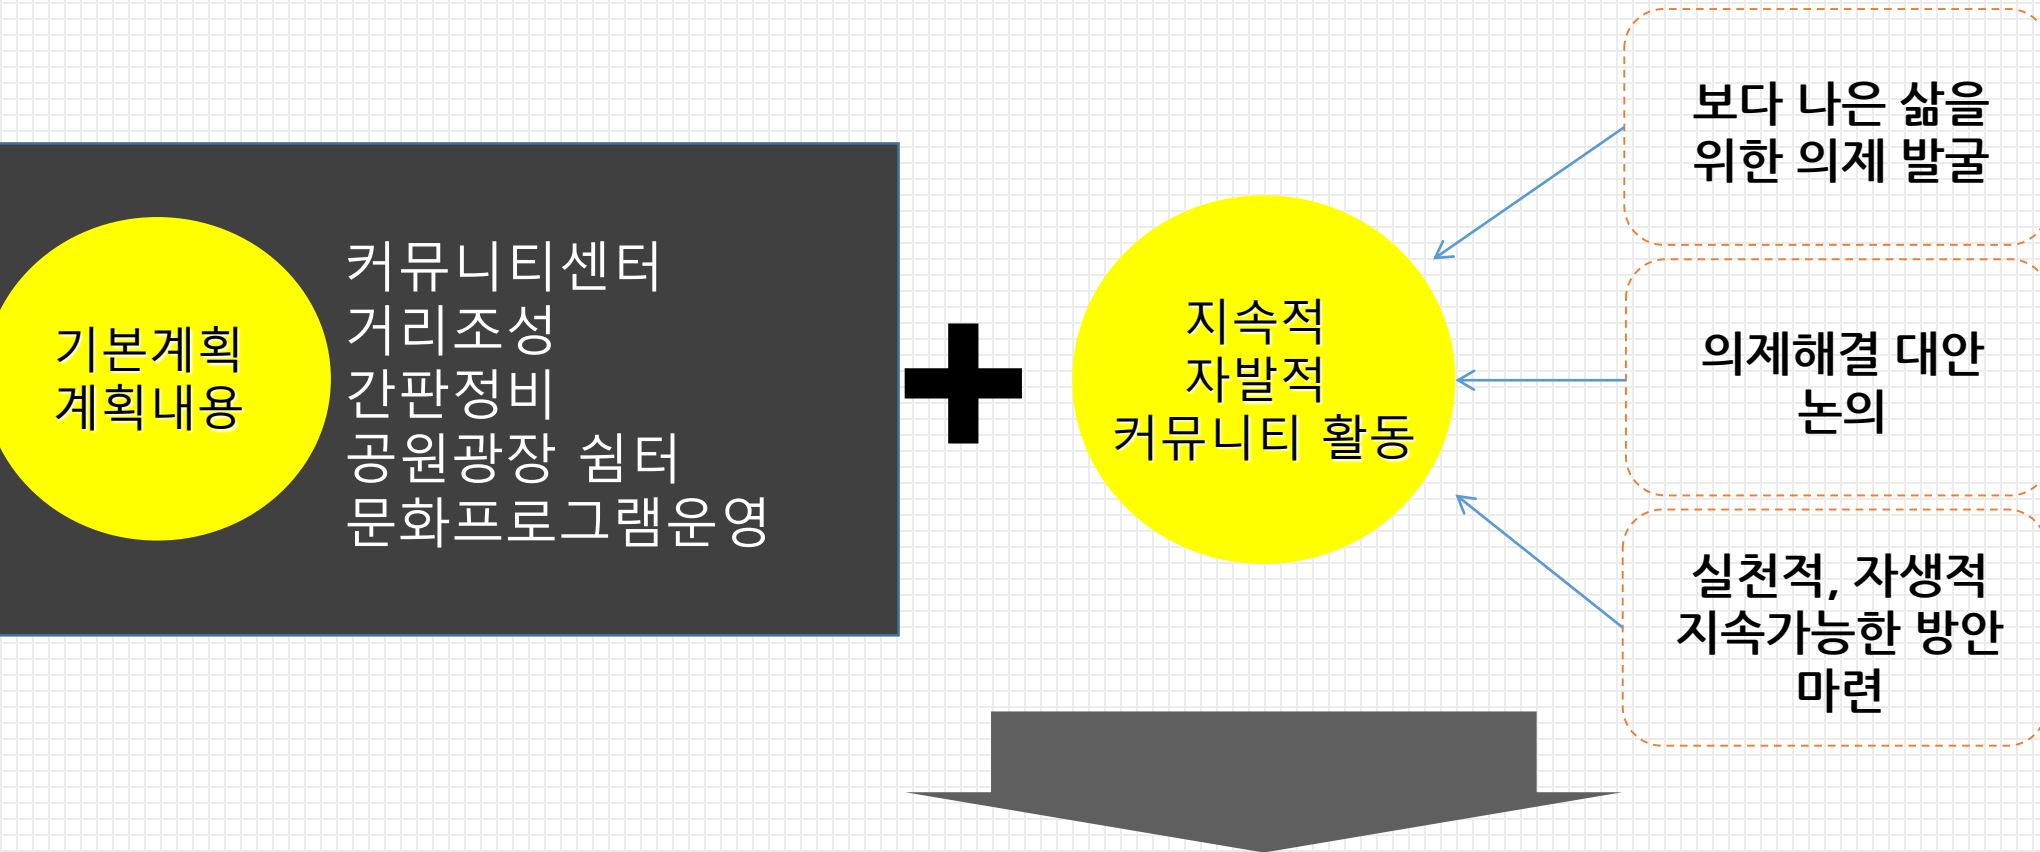 기본계획
계획내용
커뮤니티센터
거리조성
간판정비
공원광장 쉼터
문화프로그램운영
지속적
자발적
커뮤니티 활동
보다 나은 삶을
위한 의제 발굴
의제해결 대안
논의
실천적, 자생적
지속가능한 방안
마련